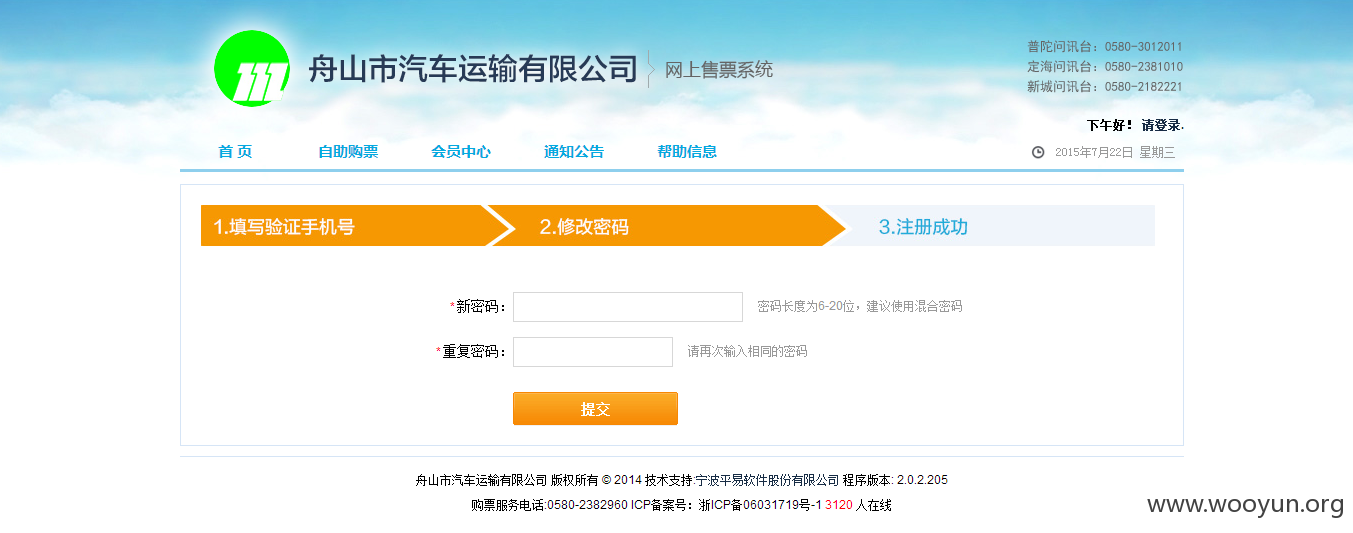 舟山市汽车运输有限公司 网上售票系统
普陀问讯台：0580-3012011
定海问讯台：0580-2381010
新城问讯台：0580-2182221
下午好！请登录.
首 页 自助购票 会员中心 通知公告 帮助信息 2015年7月22日 星期三
1.填写验证手机号 2.修改密码 3.注册成功
*新密码： 密码长度为6-20位，建议使用混合密码
*重复密码： 请再次输入相同的密码
提交
舟山市汽车运输有限公司 版权所有 © 2014 技术支持:宁波平易软件股份有限公司 程序版本: 2.0.2.205
购票服务电话:0580-2382960 ICP备案号：浙ICP备06031719号-1 3120 人在线
www.wooyun.org